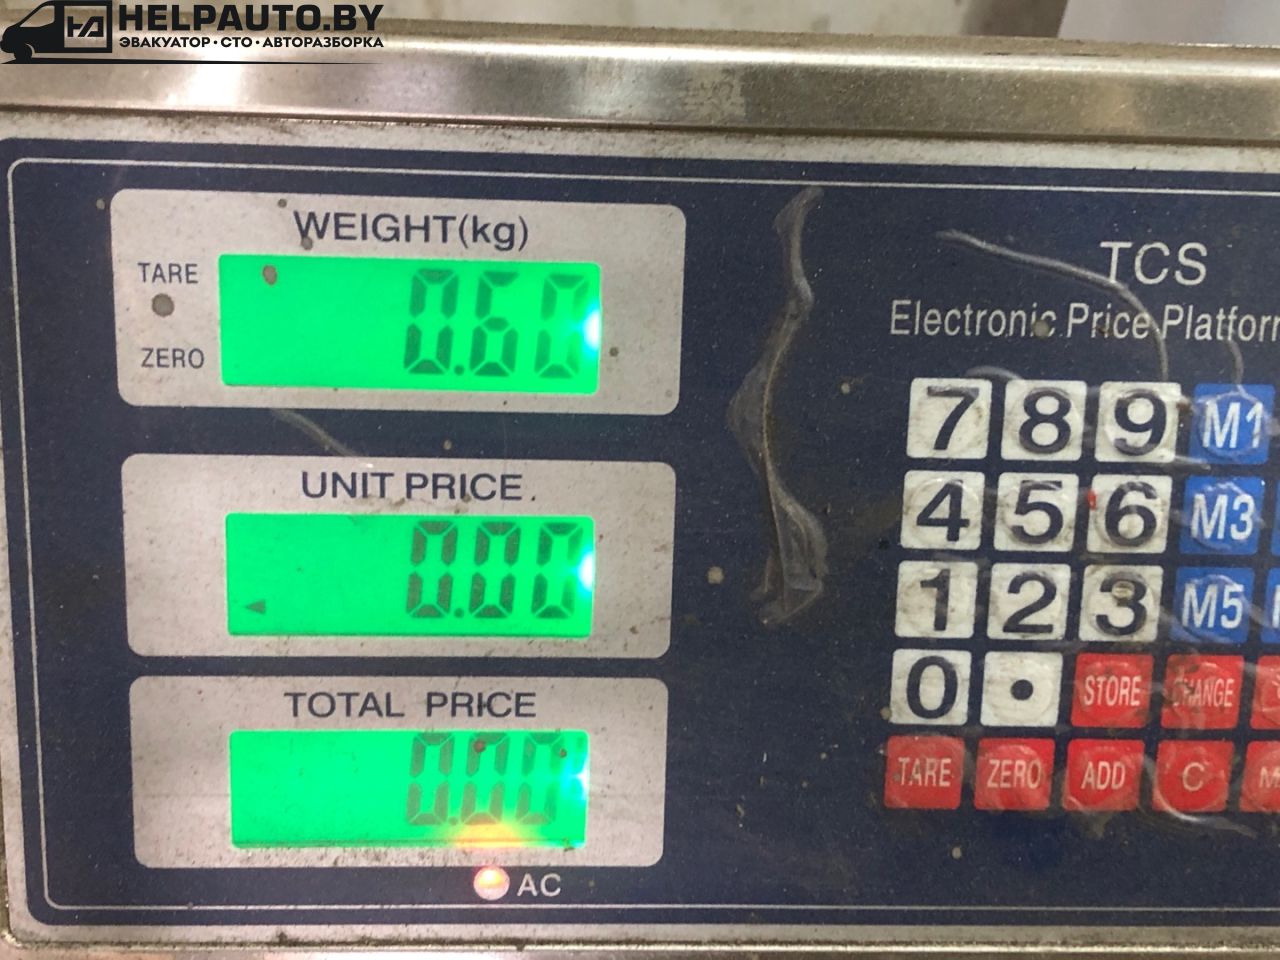 HA
HELPAUTO.BY
ЭВАКУАТОР·СТО·АВТОРАЗБОРКА
WEIGHT(kg)
TARE
0.60
ZERO
UNIT PRICE
0.00
TOTAL PRICE
0.00
AC
TCS
Electronic Price
7 8 9 M1
4 5 6 M3
1 2 3 M5
0 • STORE CHANGE
TARE ZERO ADD C